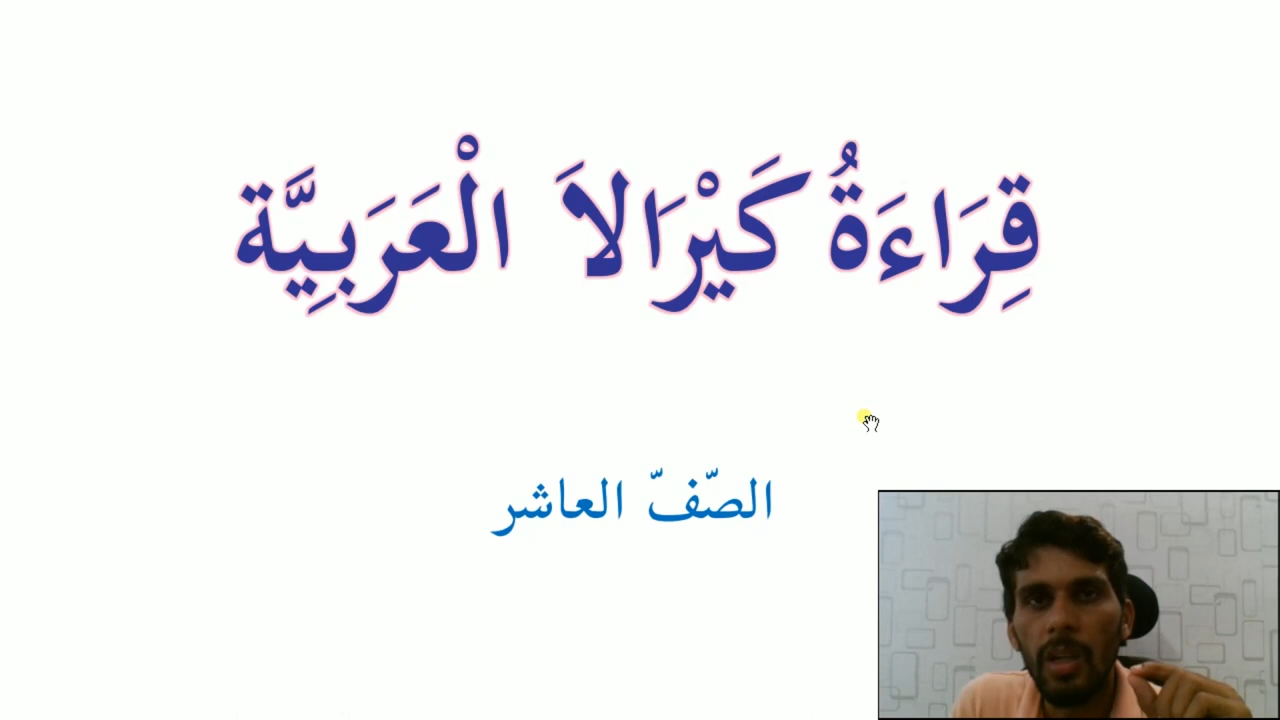 قِرَاءَةُ كَيْرَالاَ الْعَرَبِيَّة
الصّفّ العاشر